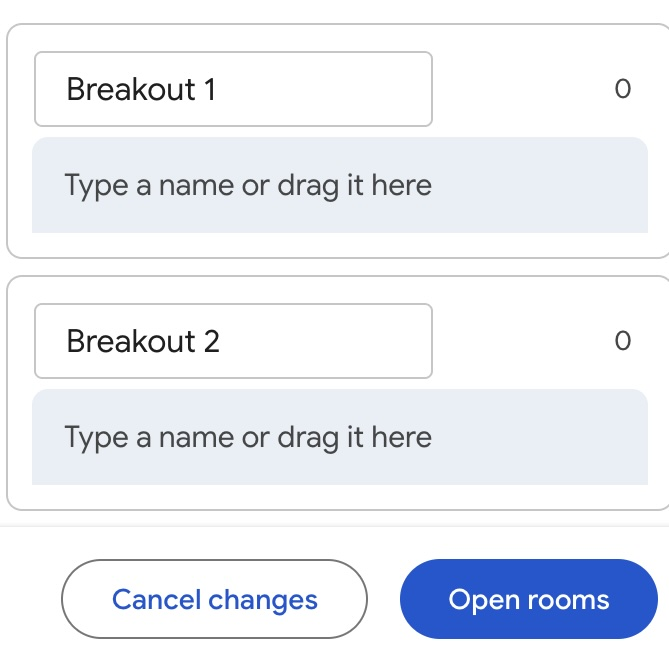 Breakout 1
0
Type a name or drag it here
Breakout 2
0
Type a name or drag it here
Cancel changes
Open rooms